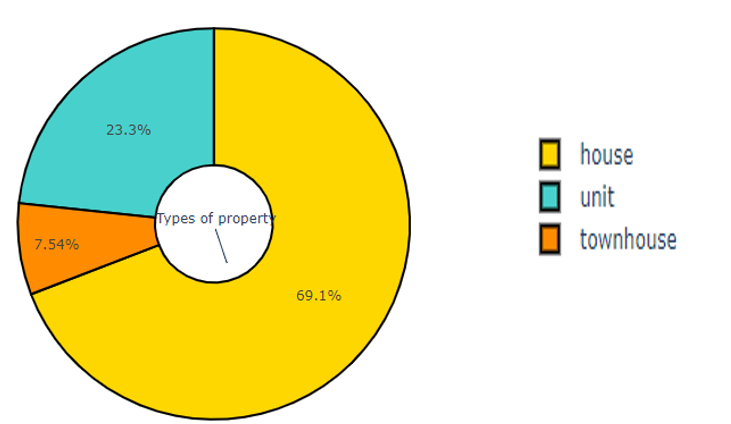 23.3%
Types of property
7.54%
69.1%
house
unit
townhouse